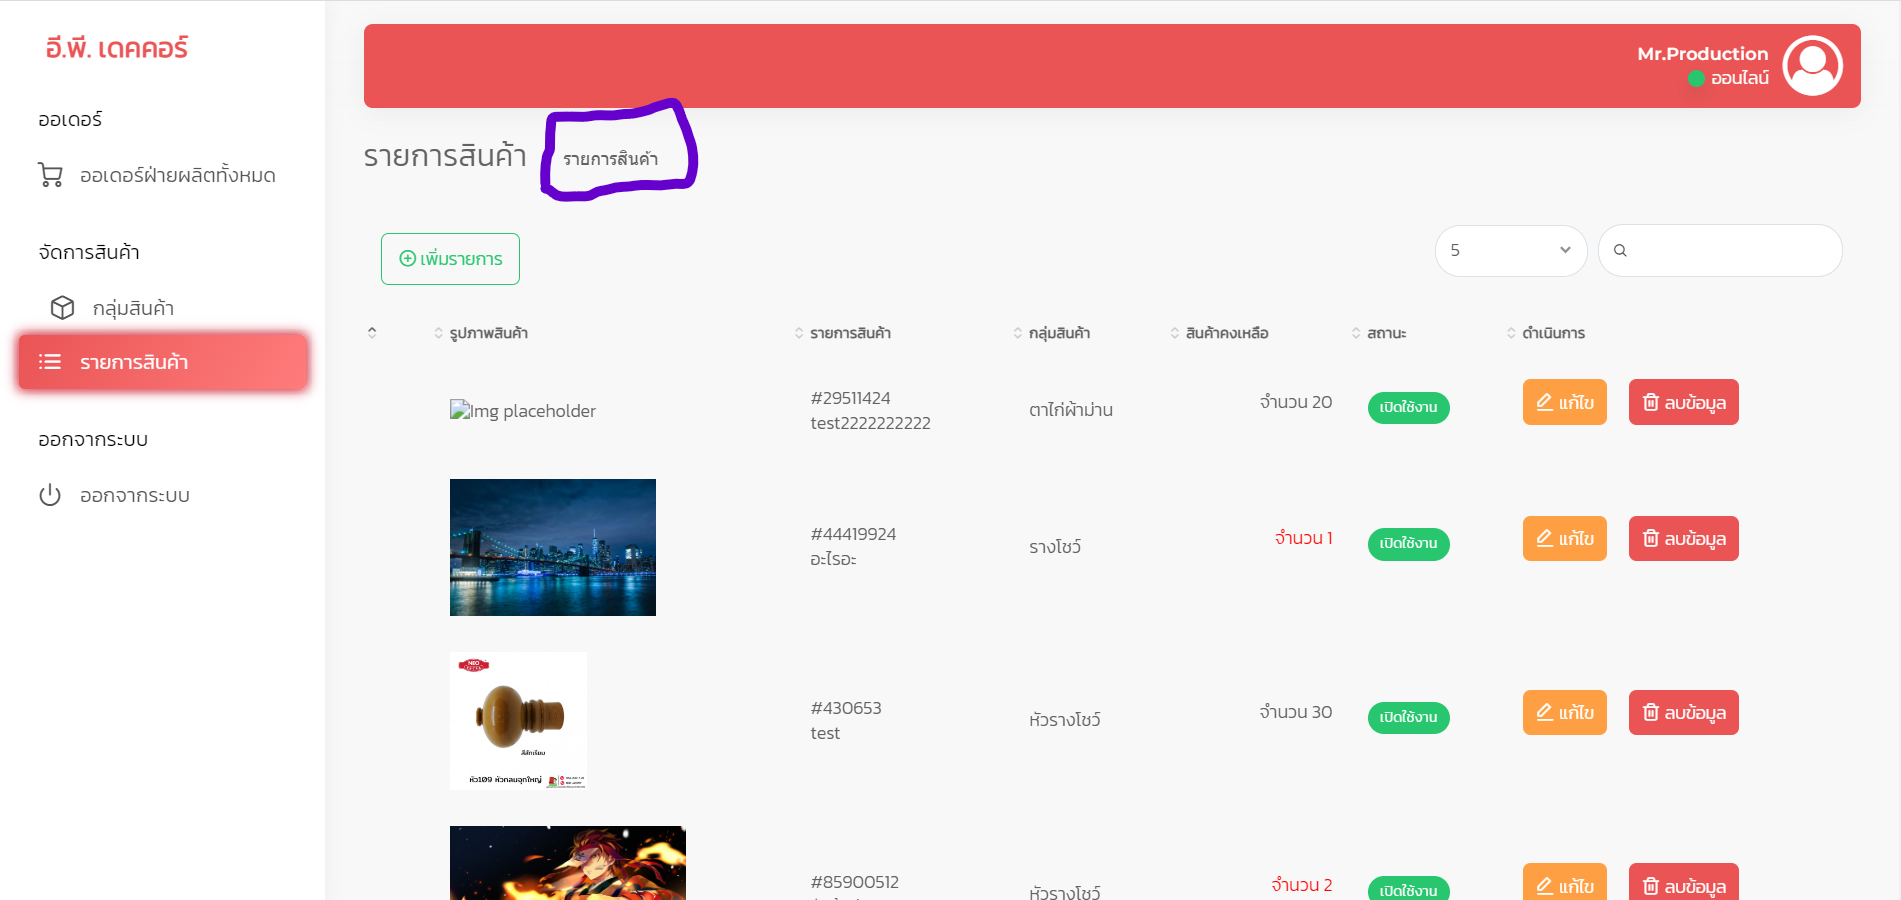 อี.พี. เดคคอร์
ออเดอร์
ออเดอร์ฝ่ายผลิตทั้งหมด
จัดการสินค้า
กลุ่มสินค้า
รายการสินค้า
ออกจากระบบ
ออกจากระบบ
Mr.Production
ออนไลน์
รายการสินค้า รายการสินค้า
เพิ่มรายการ
5
รูปภาพสินค้า รายการสินค้า กลุ่มสินค้า สินค้าคงเหลือ สถานะ ดำเนินการ
Img placeholder
#29511424
test2222222222
ตาไก่ผ้าม่าน
จำนวน 20
เปิดใช้งาน
แก้ไข
ลบข้อมูล
#44419924
อะไรอะ
รางโชว์
จำนวน 1
เปิดใช้งาน
แก้ไข
ลบข้อมูล
NEO
สีสักเรียบ
หัว109 หัวกลมจุกใหญ่
#430653
test
หัวรางโชว์
จำนวน 30
เปิดใช้งาน
แก้ไข
ลบข้อมูล
#85900512
หัวรางโชว์
จำนวน 2
เปิดใช้งาน
แก้ไข
ลบข้อมูล